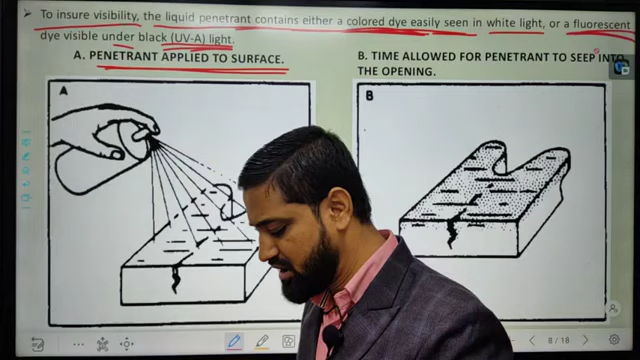 ➤ To insure visibility, the liquid penetrant contains either a colored dye easily seen in white light, or a fluorescent
dye visible under black (UV-A) light.
A. PENETRANT APPLIED TO SURFACE.
B. TIME ALLOWED FOR PENETRANT TO SEEP INTO
THE OPENING.
A
B
8 / 18